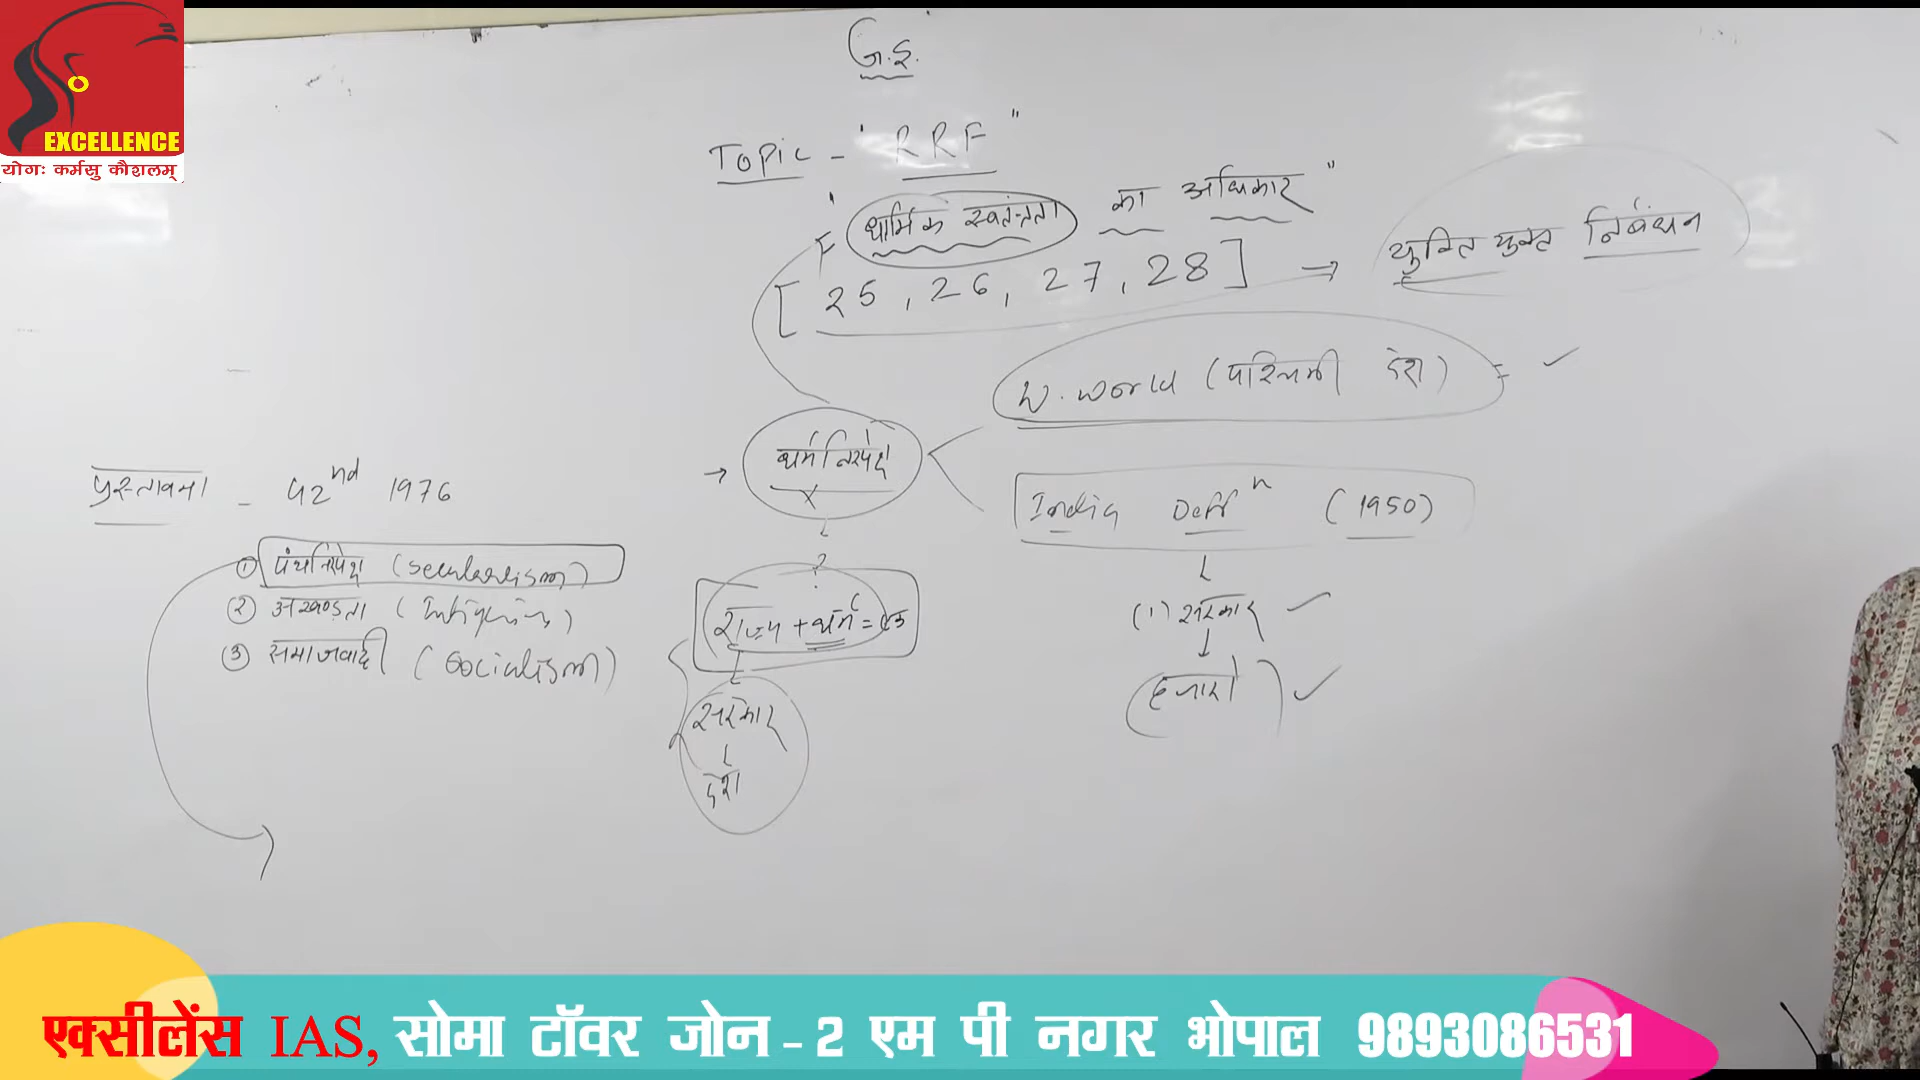 EXCELLENCE
योगः कर्मसु कौशलम्
G.S.
Topic - "RRF"
"धार्मिक स्वतंत्रता का अधिकार"
[25, 26, 27, 28] → युक्ति युक्त निर्बंधन
W. World (पश्चिमी देश)
→ धर्मनिरपेक्ष
X
प्रस्तावना - 42nd 1976
India Deffn (1950)
① पंथनिरपेक्ष (Secularism)
② अखण्डता
③ समाजवादी (Socialism)
?
राज्य + धर्म = एक
सरकार
देश
(1) सरकार
हजारो
एक्सीलेंस IAS, सोमा टॉवर जोन - 2 एम पी नगर भोपाल 9893086531